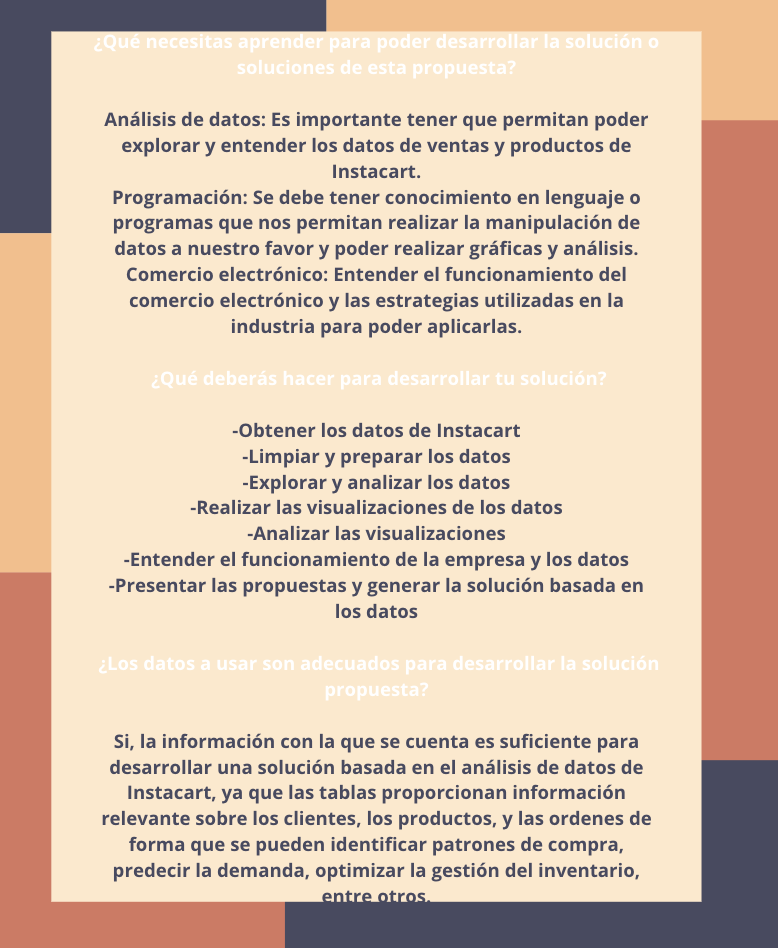 ¿Qué necesitas aprender para poder desarrollar la solución o
soluciones de esta propuesta?
Análisis de datos: Es importante tener que permitan poder
explorar y entender los datos de ventas y productos de
Instacart.
Programación: Se debe tener conocimiento en lenguaje o
programas que nos permitan realizar la manipulación de
datos a nuestro favor y poder realizar gráficas y análisis.
Comercio electrónico: Entender el funcionamiento del
comercio electrónico y las estrategias utilizadas en la
industria para poder aplicarlas.
¿Qué deberás hacer para desarrollar tu solución?
-Obtener los datos de Instacart
-Limpiar y preparar los datos
-Explorar y analizar los datos
-Realizar las visualizaciones de los datos
-Analizar las visualizaciones
-Entender el funcionamiento de la empresa y los datos
-Presentar las propuestas y generar la solución basada en
los datos
¿Los datos a usar son adecuados para desarrollar la solución
propuesta?
Si, la información con la que se cuenta es suficiente para
desarrollar una solución basada en el análisis de datos de
Instacart, ya que las tablas proporcionan información
relevante sobre los clientes, los productos, y las ordenes de
forma que se pueden identificar patrones de compra,
predecir la demanda, optimizar la gestión del inventario,
entre otros.